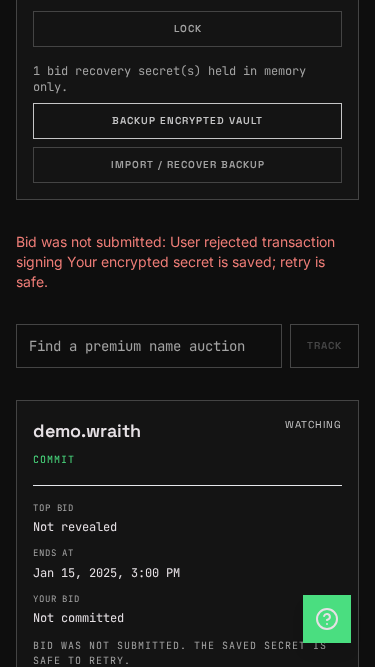 LOCK
1 bid recovery secret(s) held in memory
only.
BACKUP ENCRYPTED VAULT
IMPORT / RECOVER BACKUP
Bid was not submitted: User rejected transaction
signing Your encrypted secret is saved; retry is
safe.
Find a premium name auction
TRACK
demo.wraith
WATCHING
COMMIT
TOP BID
Not revealed
ENDS AT
Jan 15, 2025, 3:00 PM
YOUR BID
Not committed
BID WAS NOT SUBMITTED. THE SAVED SECRET IS
SAFE TO RETRY.